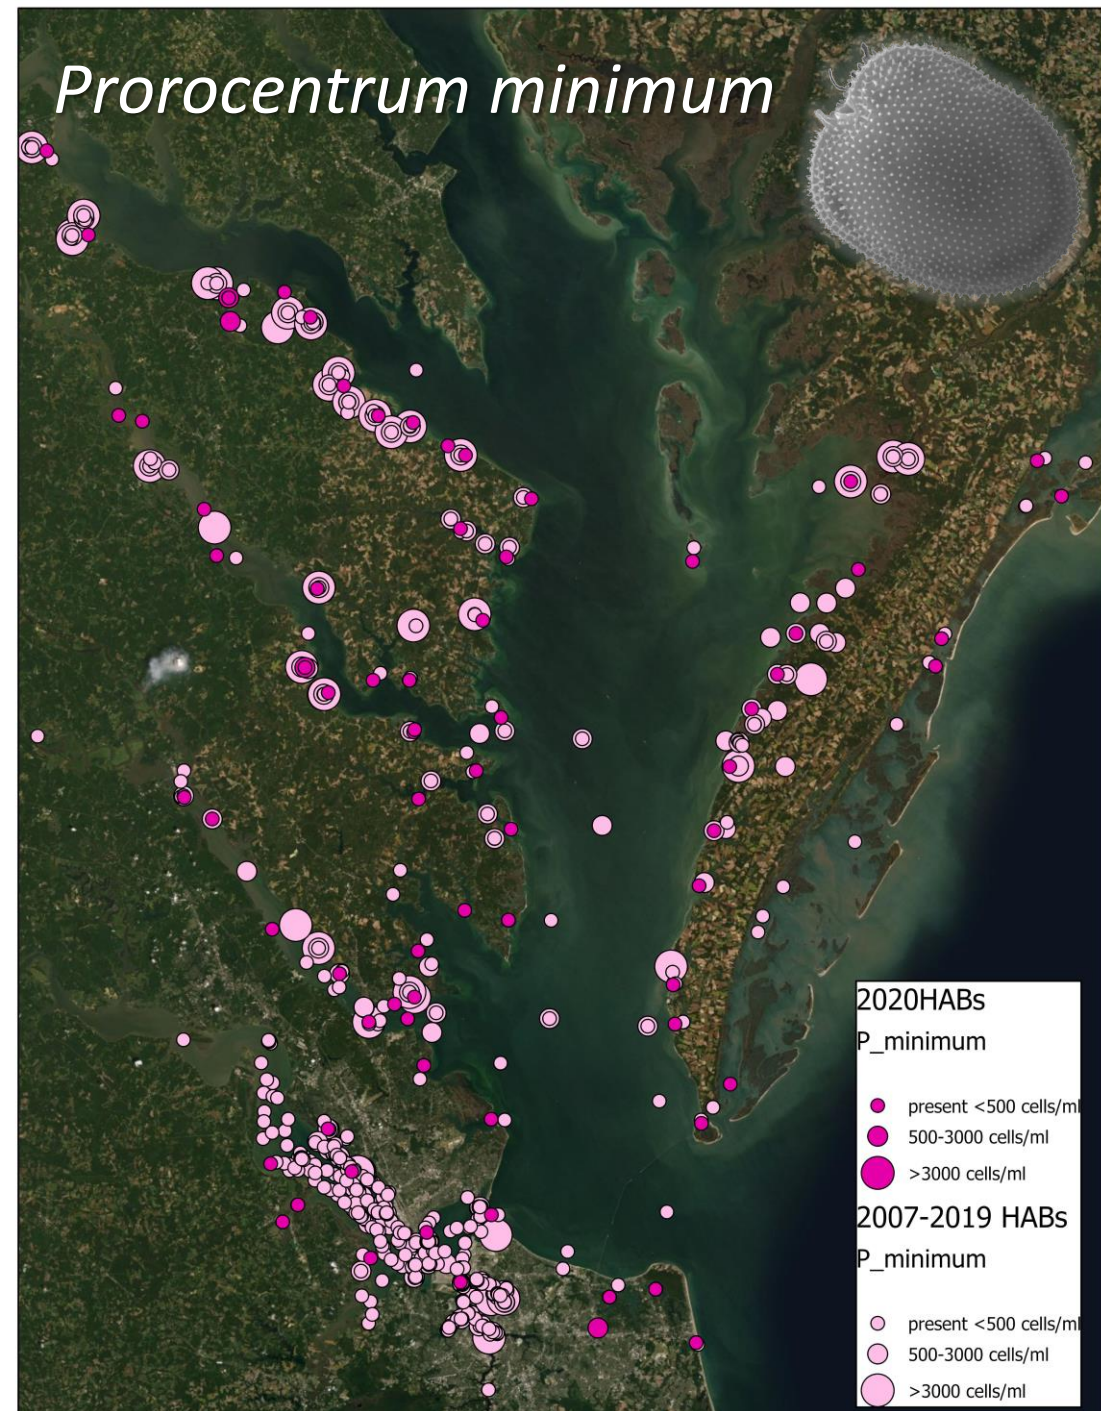 Prorocentrum minimum
2020HABs
P_minimum
present <500 cells/ml
500-3000 cells/ml
>3000 cells/ml
2007-2019 HABs
P_minimum
present <500 cells/ml
500-3000 cells/ml
>3000 cells/ml